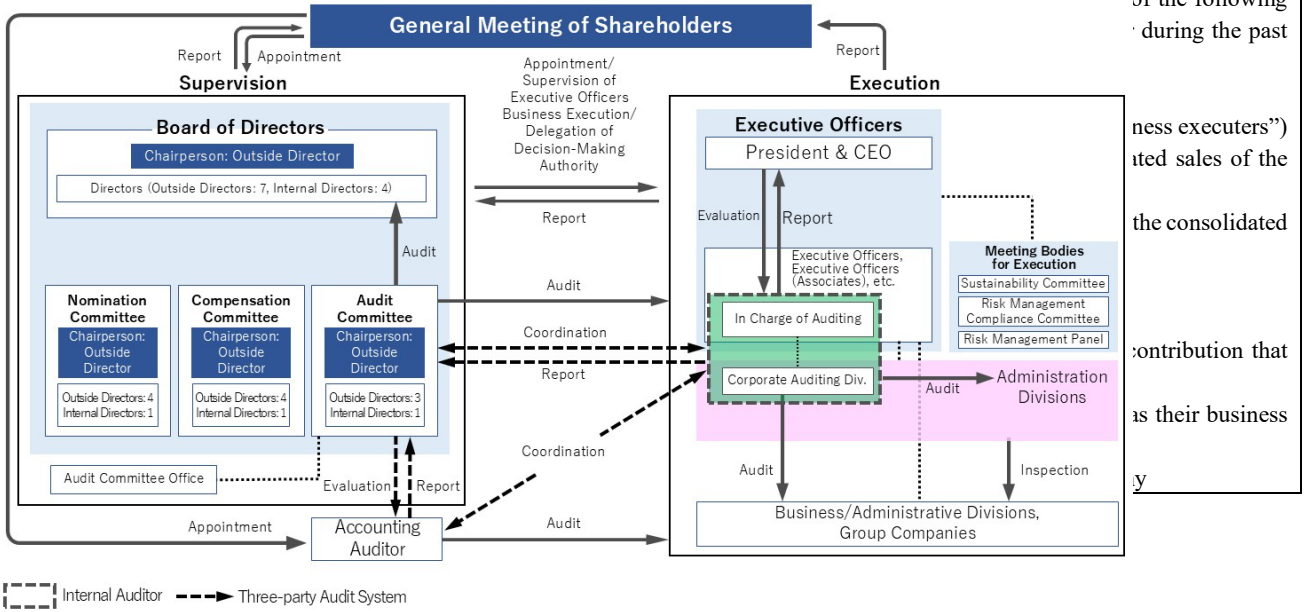 General Meeting of Shareholders
Report
Appointment
Supervision
Board of Directors
Chairperson: Outside Director
Directors (Outside Directors: 7, Internal Directors: 4)
Audit
Nomination
Committee
Chairperson:
Outside
Director
Outside Directors: 4
Internal Directors: 1
Compensation
Committee
Chairperson:
Outside
Director
Outside Directors: 4
Internal Directors: 1
Audit
Committee
Chairperson:
Outside
Director
Outside Directors: 3
Internal Directors: 1
Audit Committee Office
Evaluation
Report
Appointment
Accounting
Auditor
Appointment/
Supervision of
Executive Officers
Business Execution/
Delegation of
Decision-Making
Authority
Report
Audit
Coordination
Report
Coordination
Audit
Report
Execution
Executive Officers
President & CEO
Evaluation
Report
Executive Officers,
Executive Officers
(Associates), etc.
In Charge of Auditing
Corporate Auditing Div.
Meeting Bodies
for Execution
Sustainability Committee
Risk Management
Compliance Committee
Risk Management Panel
Audit
Administration
Divisions
Audit
Inspection
Business/Administrative Divisions,
Group Companies
Internal Auditor
Three-party Audit System
of the following
during the past
ness executers”)
ated sales of the
the consolidated
contribution that
as their business